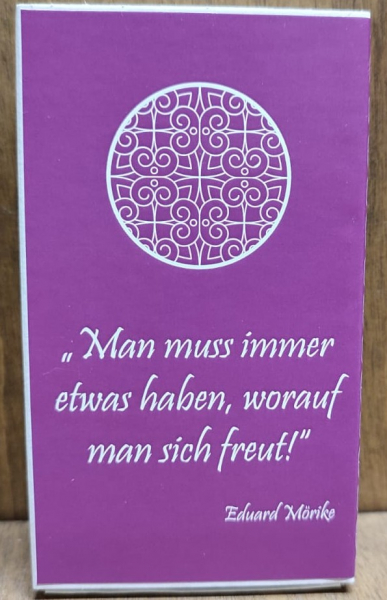 „Man muss immer
etwas haben, worauf
man sich freut!“
Eduard Mörike